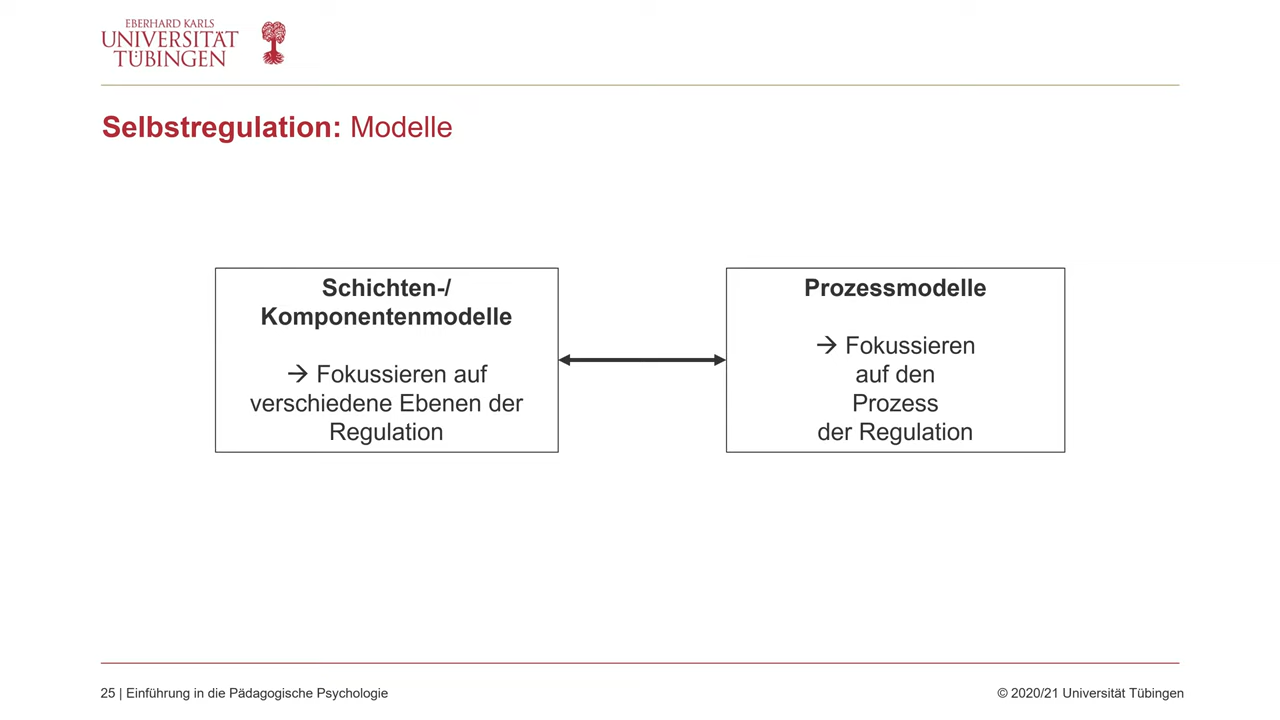 EBERHARD KARLS
UNIVERSITÄT
TÜBINGEN
Selbstregulation: Modelle
Schichten-/
Komponentenmodelle
→ Fokussieren auf
verschiedene Ebenen der
Regulation
Prozessmodelle
→ Fokussieren
auf den
Prozess
der Regulation
25 | Einführung in die Pädagogische Psychologie
© 2020/21 Universität Tübingen